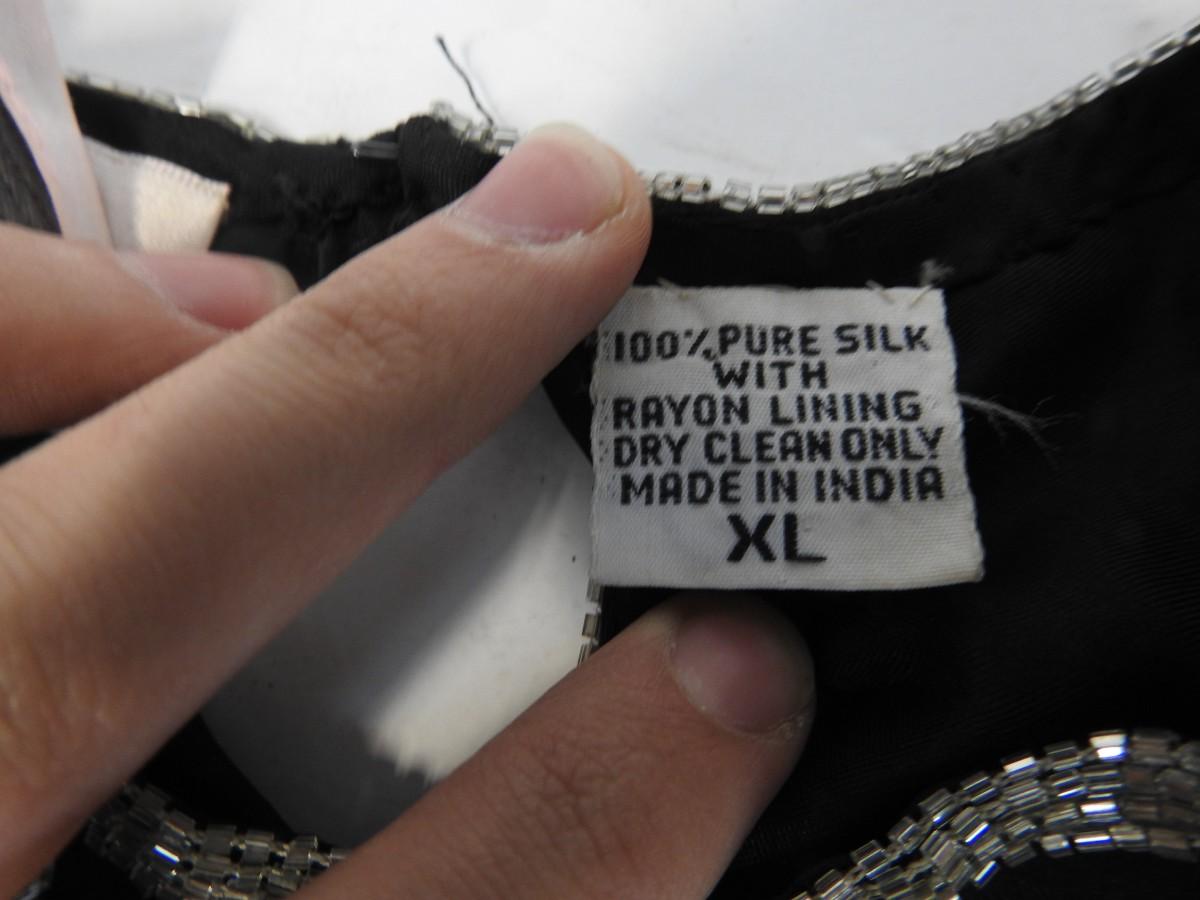 100% PURE SILK
WITH
RAYON LINING
DRY CLEAN ONLY
MADE IN INDIA
XL